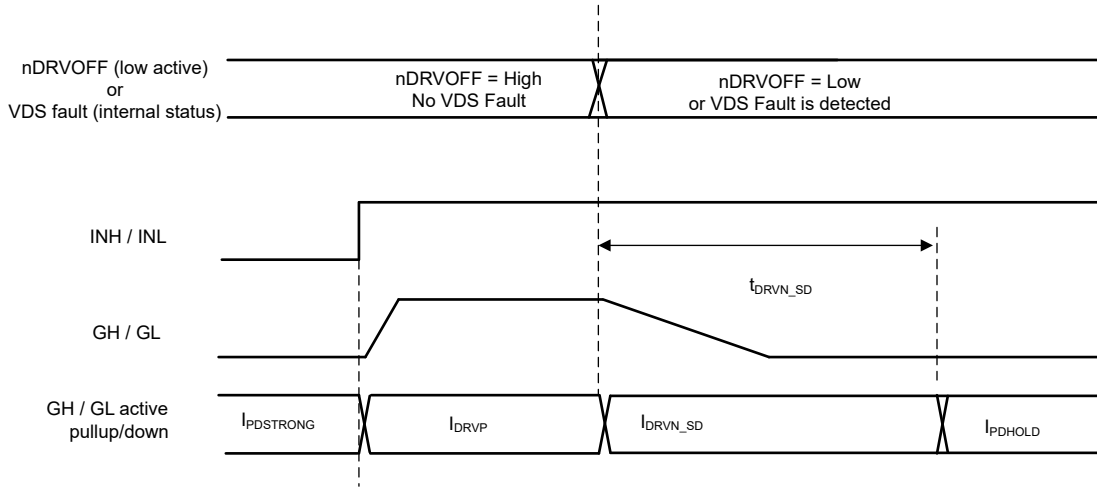 nDRVOFF (low active)
or
VDS fault (internal status)
nDRVOFF = High
No VDS Fault
nDRVOFF = Low
or VDS Fault is detected
INH / INL
tDRVN_SD
GH / GL
GH / GL active
pullup/down
IPDSTRONG
IDRVP
IDRVN_SD
IPDHOLD